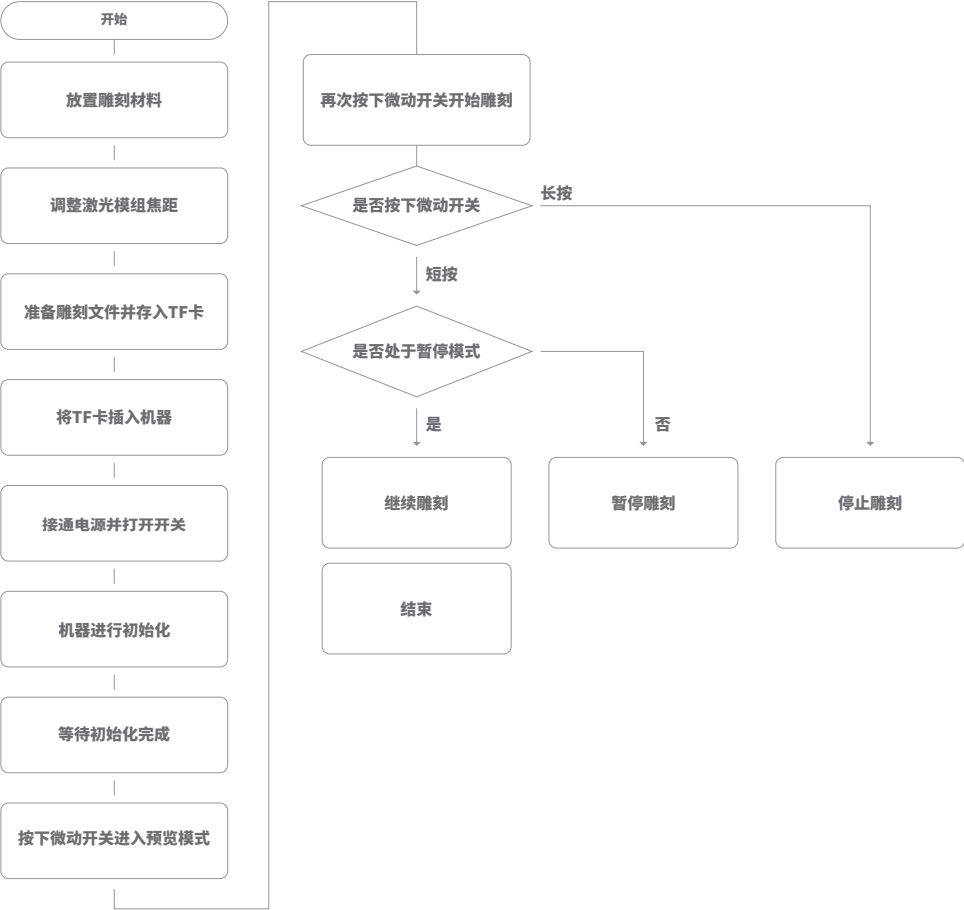 开始
放置雕刻材料
调整激光模组焦距
准备雕刻文件并存入TF卡
将TF卡插入机器
接通电源并打开开关
机器进行初始化
等待初始化完成
按下微动开关进入预览模式
再次按下微动开关开始雕刻
是否按下微动开关
长按
短按
是否处于暂停模式
是
否
继续雕刻
暂停雕刻
停止雕刻
结束